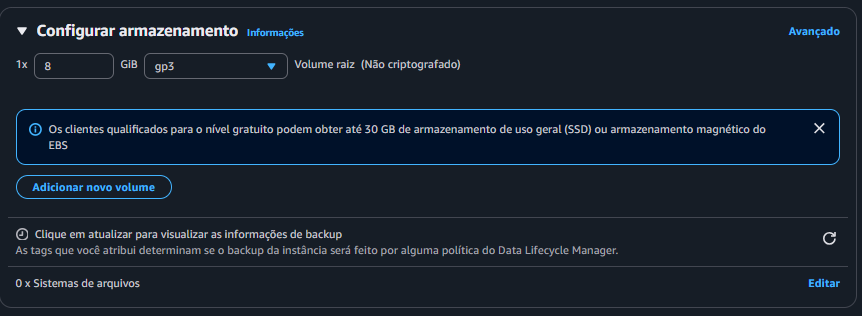 Configurar armazenamento Informações Avançado
1x 8 GiB gp3 Volume raiz (Não criptografado)
Os clientes qualificados para o nível gratuito podem obter até 30 GB de armazenamento de uso geral (SSD) ou armazenamento magnético do
EBS
Adicionar novo volume
Clique em atualizar para visualizar as informações de backup
As tags que você atribui determinam se o backup da instância será feito por alguma política do Data Lifecycle Manager.
0 x Sistemas de arquivos Editar